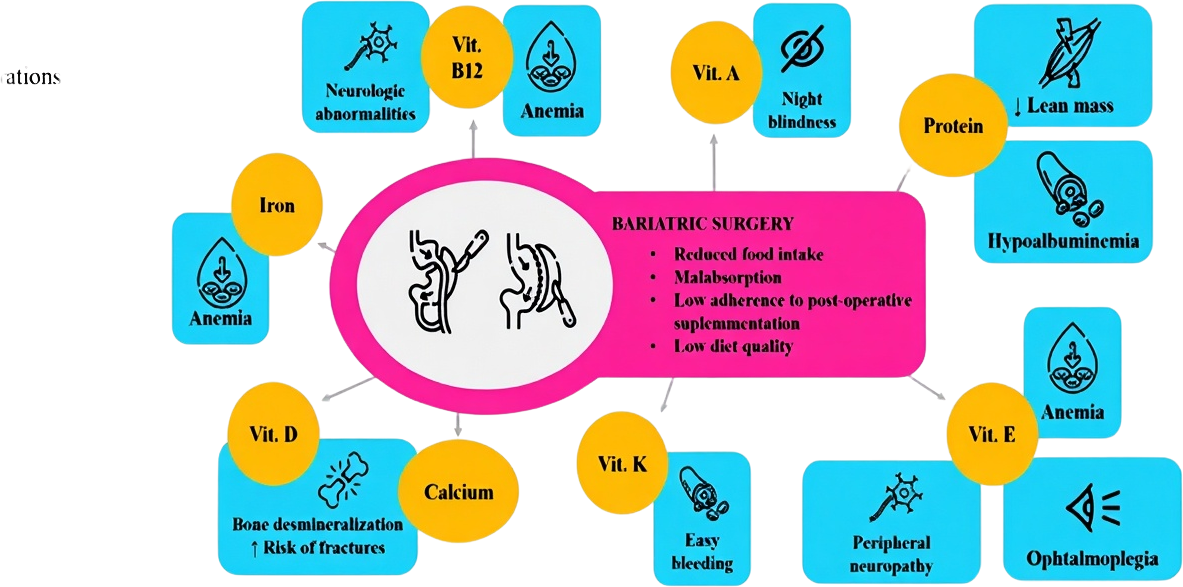 ations
Neurologic
abnormalities
Vit.
B12
Anemia
Vit. A
Night
blindness
Protein
↓ Lean mass
Hypoalbuminemia
Iron
Anemia
BARIATRIC SURGERY
• Reduced food intake
• Malabsorption
• Low adherence to post-operative
suplemmentation
• Low diet quality
Vit. D
Bone desmineralization
↑ Risk of fractures
Calcium
Vit. K
Easy
bleeding
Vit. E
Anemia
Peripheral
neuropathy
Ophtalmoplegia